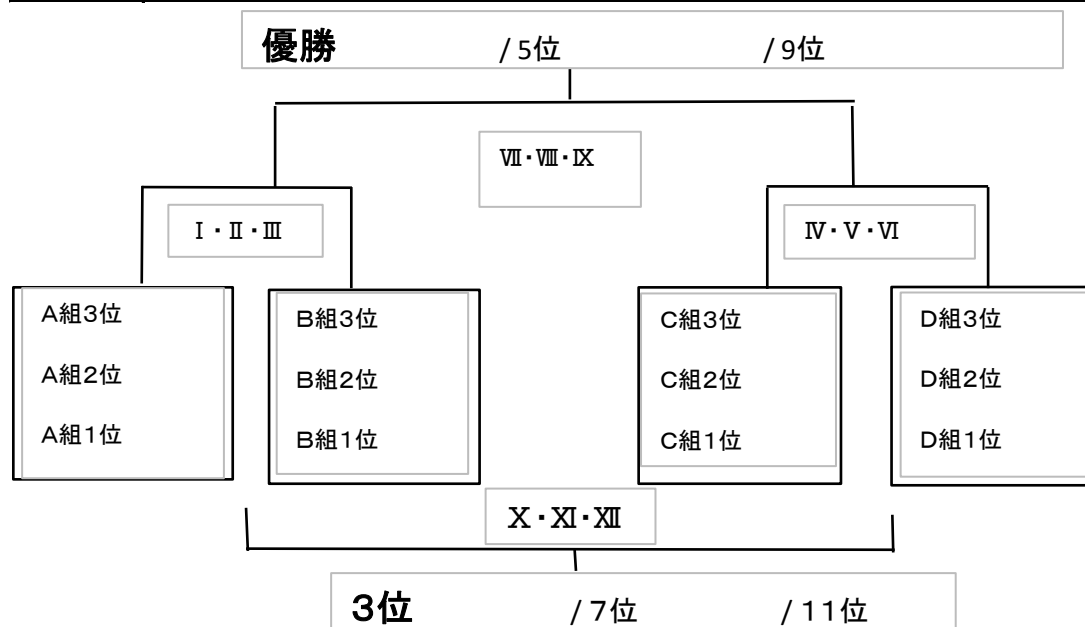 優勝 /5位 /9位
Ⅶ・Ⅷ・Ⅸ
Ⅰ・Ⅱ・Ⅲ
Ⅳ・Ⅴ・Ⅵ
A組3位
A組2位
A組1位
B組3位
B組2位
B組1位
C組3位
C組2位
C組1位
D組3位
D組2位
D組1位
Ⅹ・Ⅺ・Ⅻ
3位 /7位 /11位